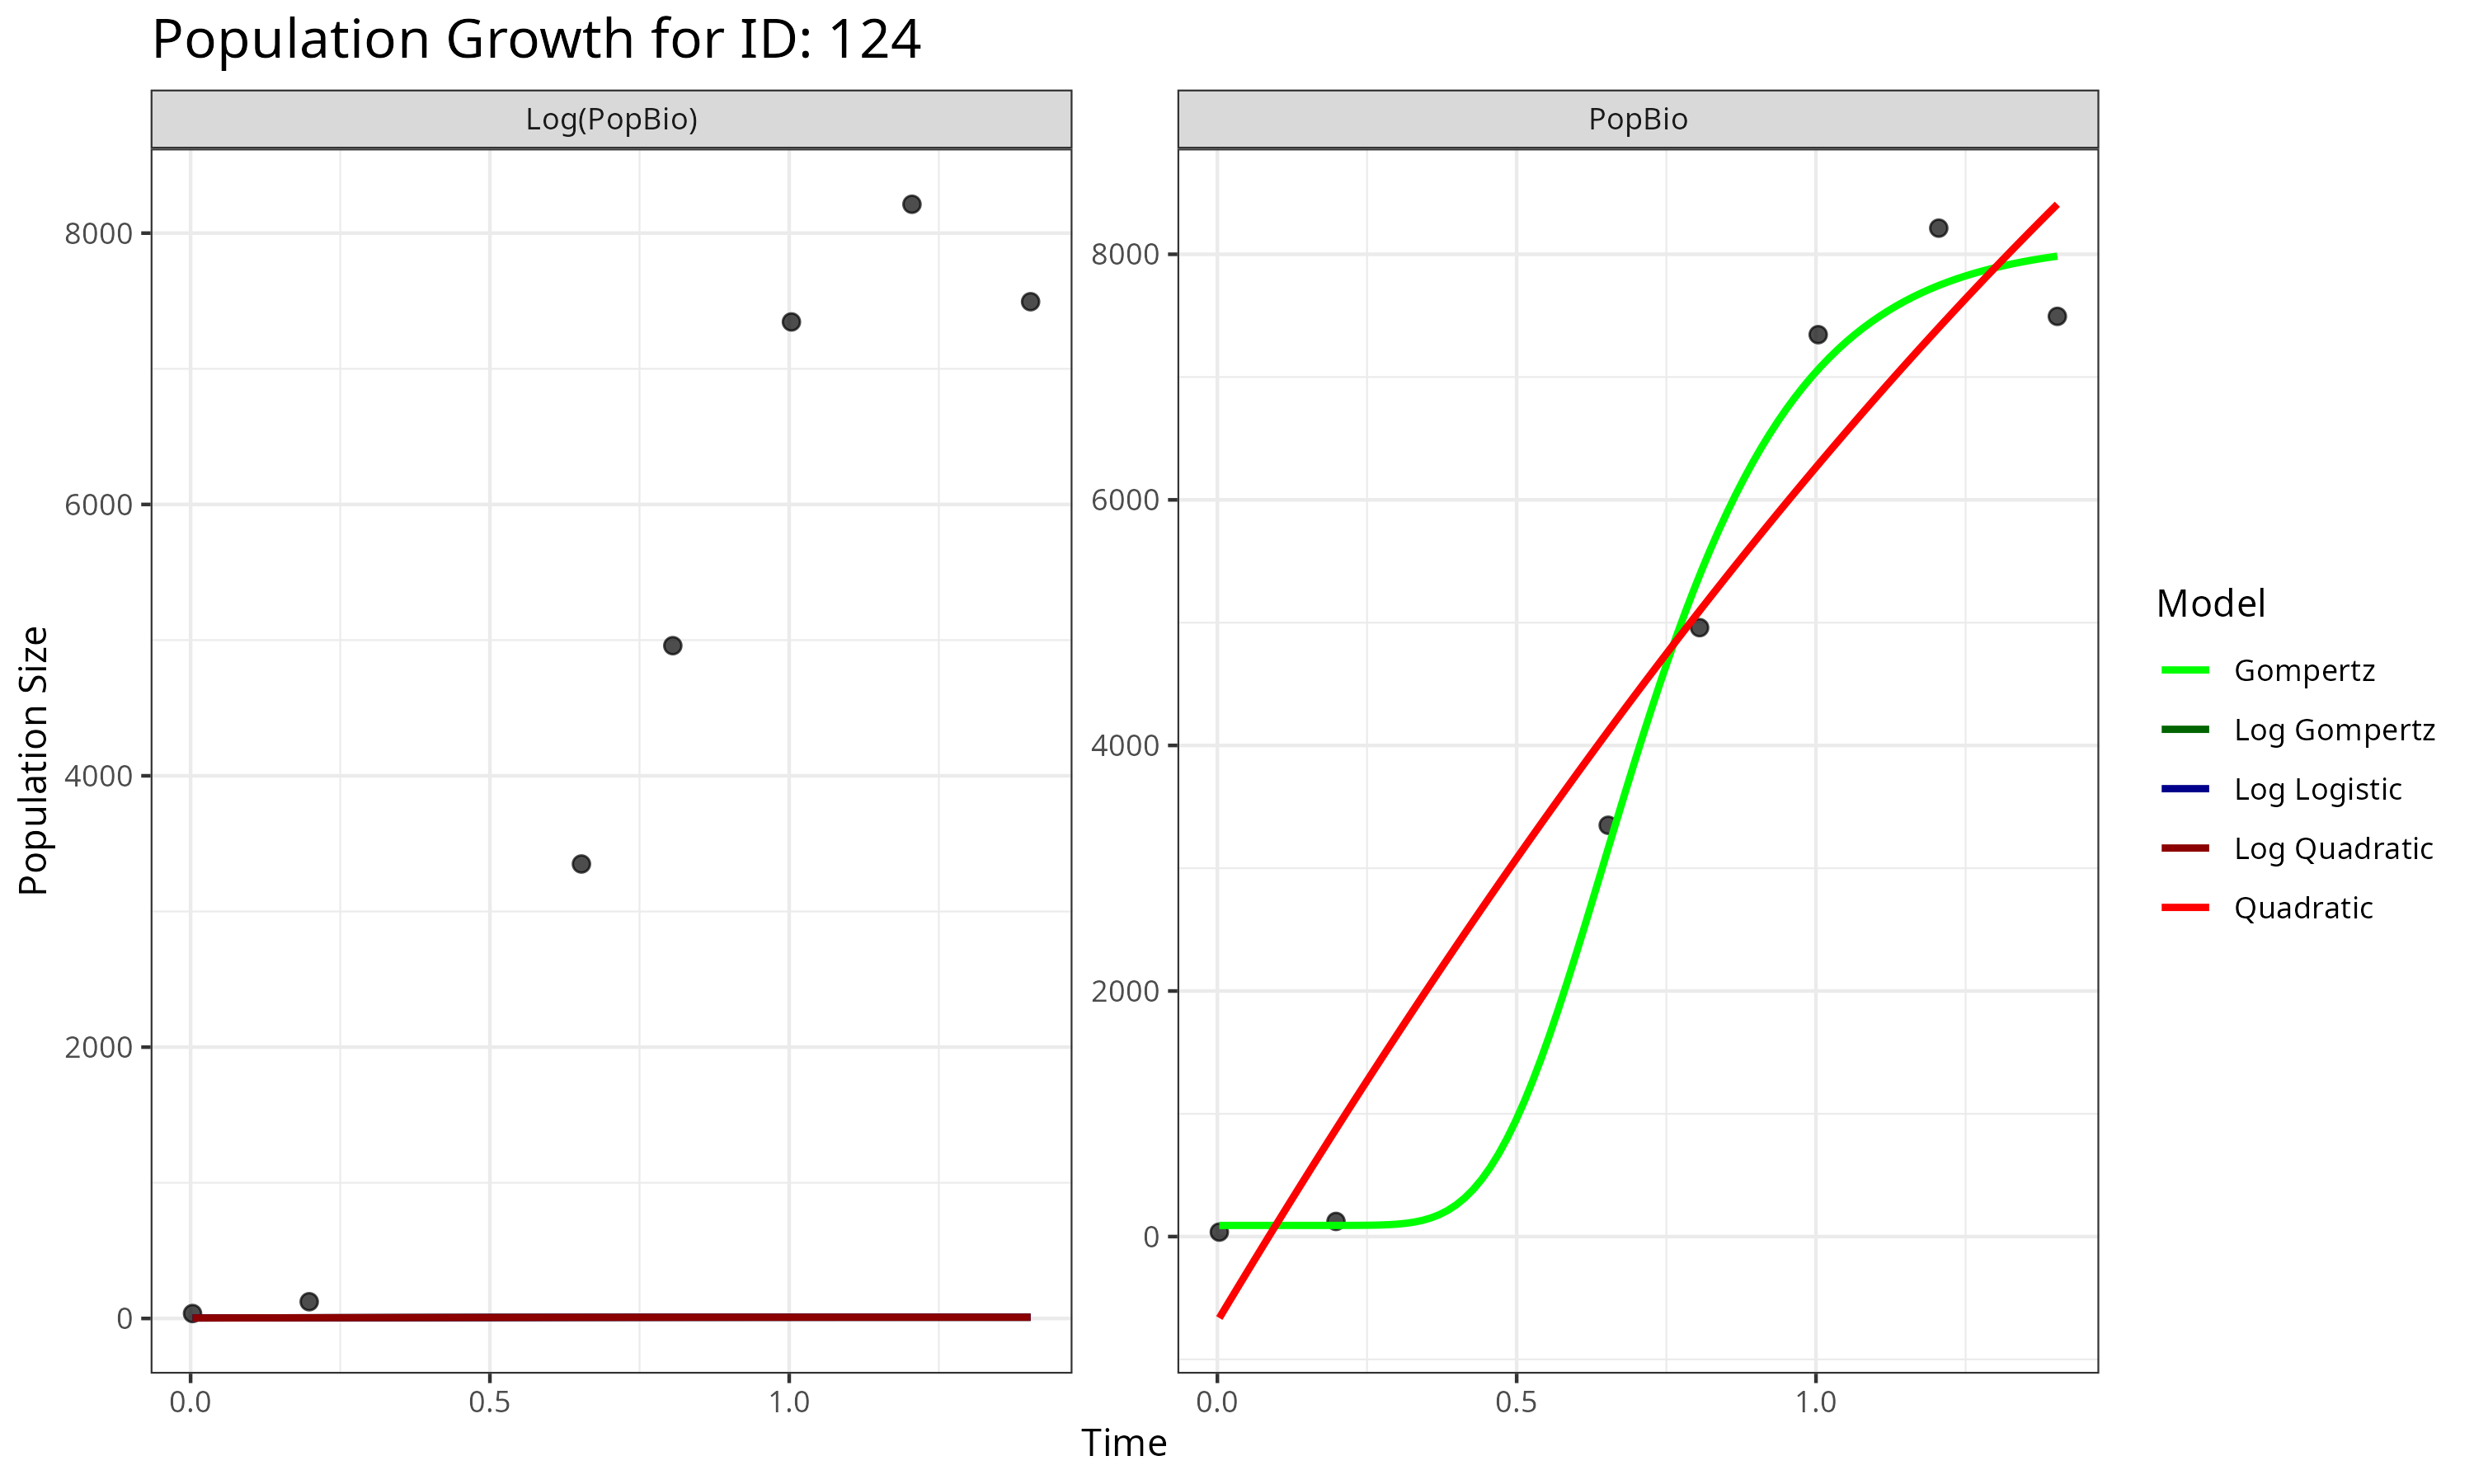 Population Growth for ID: 124
Log(PopBio)
PopBio
Population Size
8000
6000
4000
2000
0
8000
6000
4000
2000
0
0.0 0.5 1.0
0.0 0.5 1.0
Time
Model
Gompertz
Log Gompertz
Log Logistic
Log Quadratic
Quadratic